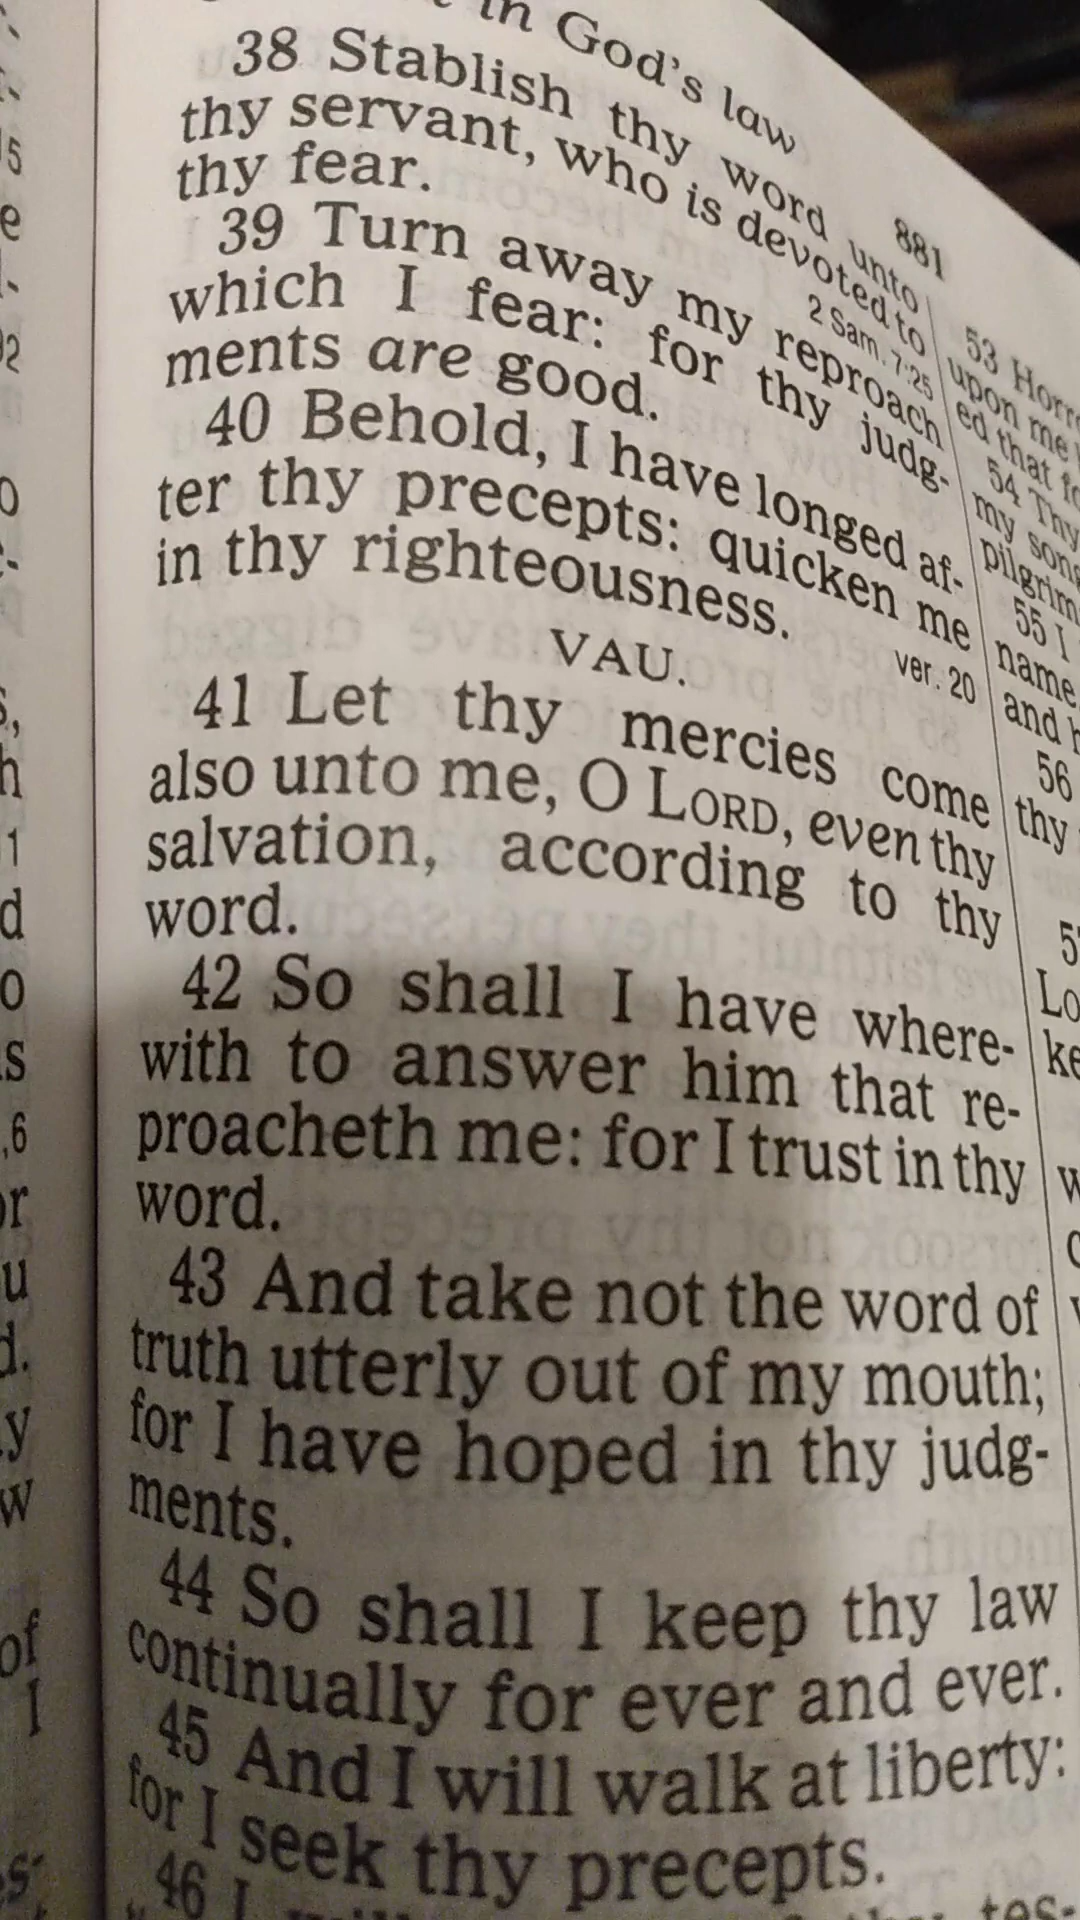 in God's law
881
38 Stablish thy word unto
thy servant, who is devoted to
thy fear.
2 Sam. 7:25
39 Turn away my reproach
which I fear: for thy judg-
ments are good.
40 Behold, I have longed af-
ter thy precepts: quicken me
in thy righteousness.
ver. 20
VAU.
41 Let thy mercies come
also unto me, O LORD, even thy
salvation, according to thy
word.
42 So shall I have where-
with to answer him that re-
proacheth me: for I trust in thy
word.
43 And take not the word of
truth utterly out of my mouth;
for I have hoped in thy judg-
ments.
44 So shall I keep thy law
continually for ever and ever.
45 And I will walk at liberty:
for I seek thy precepts.
46 I will
tes-
53
upon me
ed that
54 Thy
my
55 I
name
and
56
thy